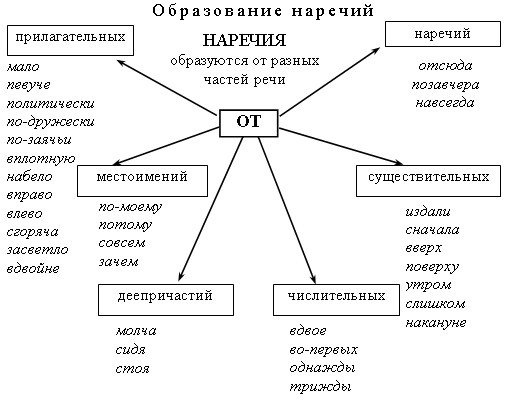 Образование наречий
НАРЕЧИЯ
образуются от разных
частей речи
ОТ
прилагательных
мало
певуче
политически
по-дружески
по-заячьи
вплотную
набело
вправо
влево
сгоряча
засветло
вдвойне
местоимений
по-моему
потому
совсем
зачем
деепричастий
молча
сидя
стоя
числительных
вдвое
во-первых
однажды
трижды
существительных
издали
сначала
вверх
поверху
утром
слишком
накануне
наречий
отсюда
позавчера
навсегда